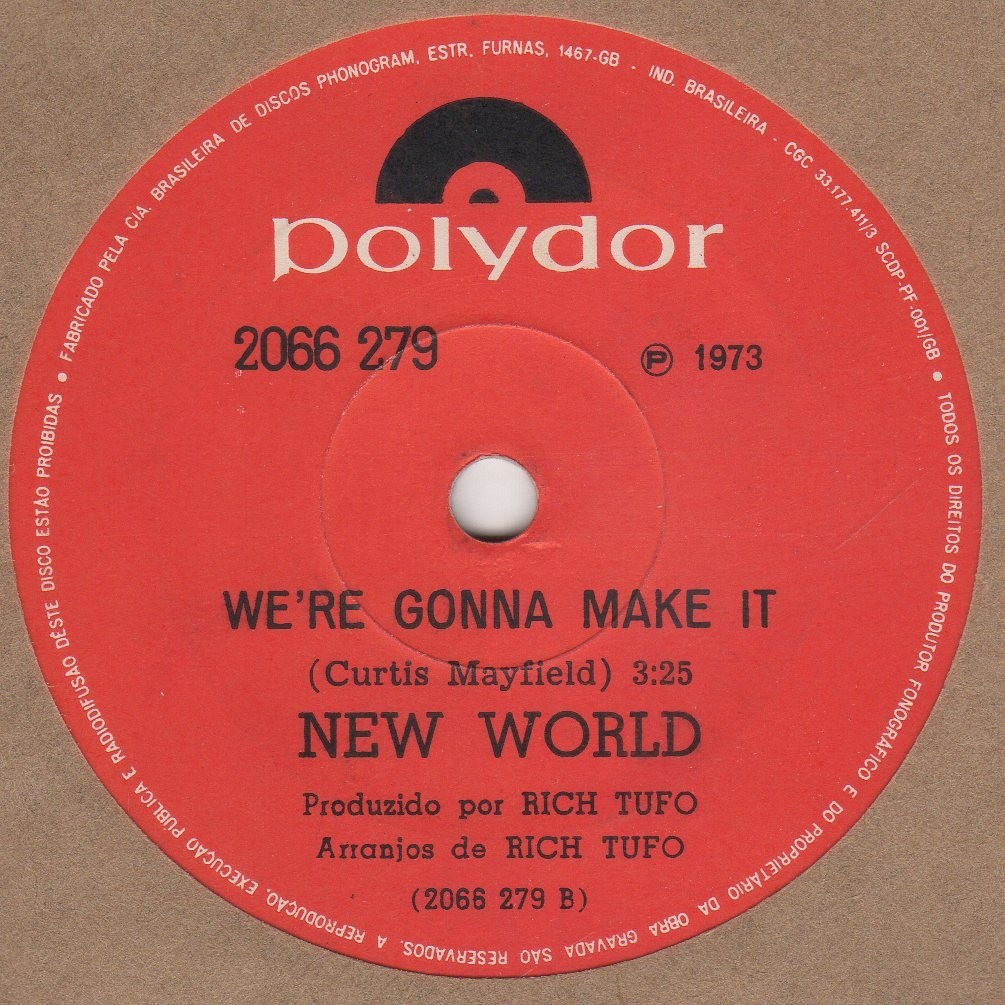 FABRICADO PELA CIA. BRASILEIRA DE DISCOS PHONOGRAM, ESTR. FURNAS, 1467-GB - IND. BRASILEIRA - CGC 33.177.411/3 SCDP-PF-001/GB •
polydor
2066 279
℗ 1973
WE'RE GONNA MAKE IT
(Curtis Mayfield) 3:25
NEW WORLD
Produzido por RICH TUFO
Arranjos de RICH TUFO
(2066 279 B)
TODOS OS DIREITOS DO PRODUTOR FONOGRÁFICO E DO PROPRIETÁRIO DA OBRA GRAVADA SÃO RESERVADOS. A REPRODUÇÃO, EXECUÇÃO PÚBLICA E RADIODIFUSÃO DÊSTE DISCO ESTÃO PROIBIDAS •